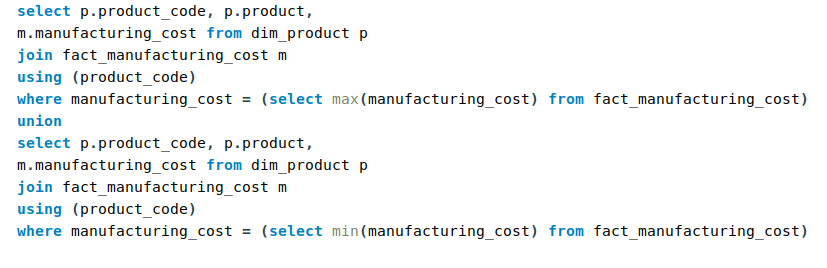 select p.product_code, p.product,
m.manufacturing_cost from dim_product p
join fact_manufacturing_cost m
using (product_code)
where manufacturing_cost = (select max(manufacturing_cost) from fact_manufacturing_cost)
union
select p.product_code, p.product,
m.manufacturing_cost from dim_product p
join fact_manufacturing_cost m
using (product_code)
where manufacturing_cost = (select min(manufacturing_cost) from fact_manufacturing_cost)